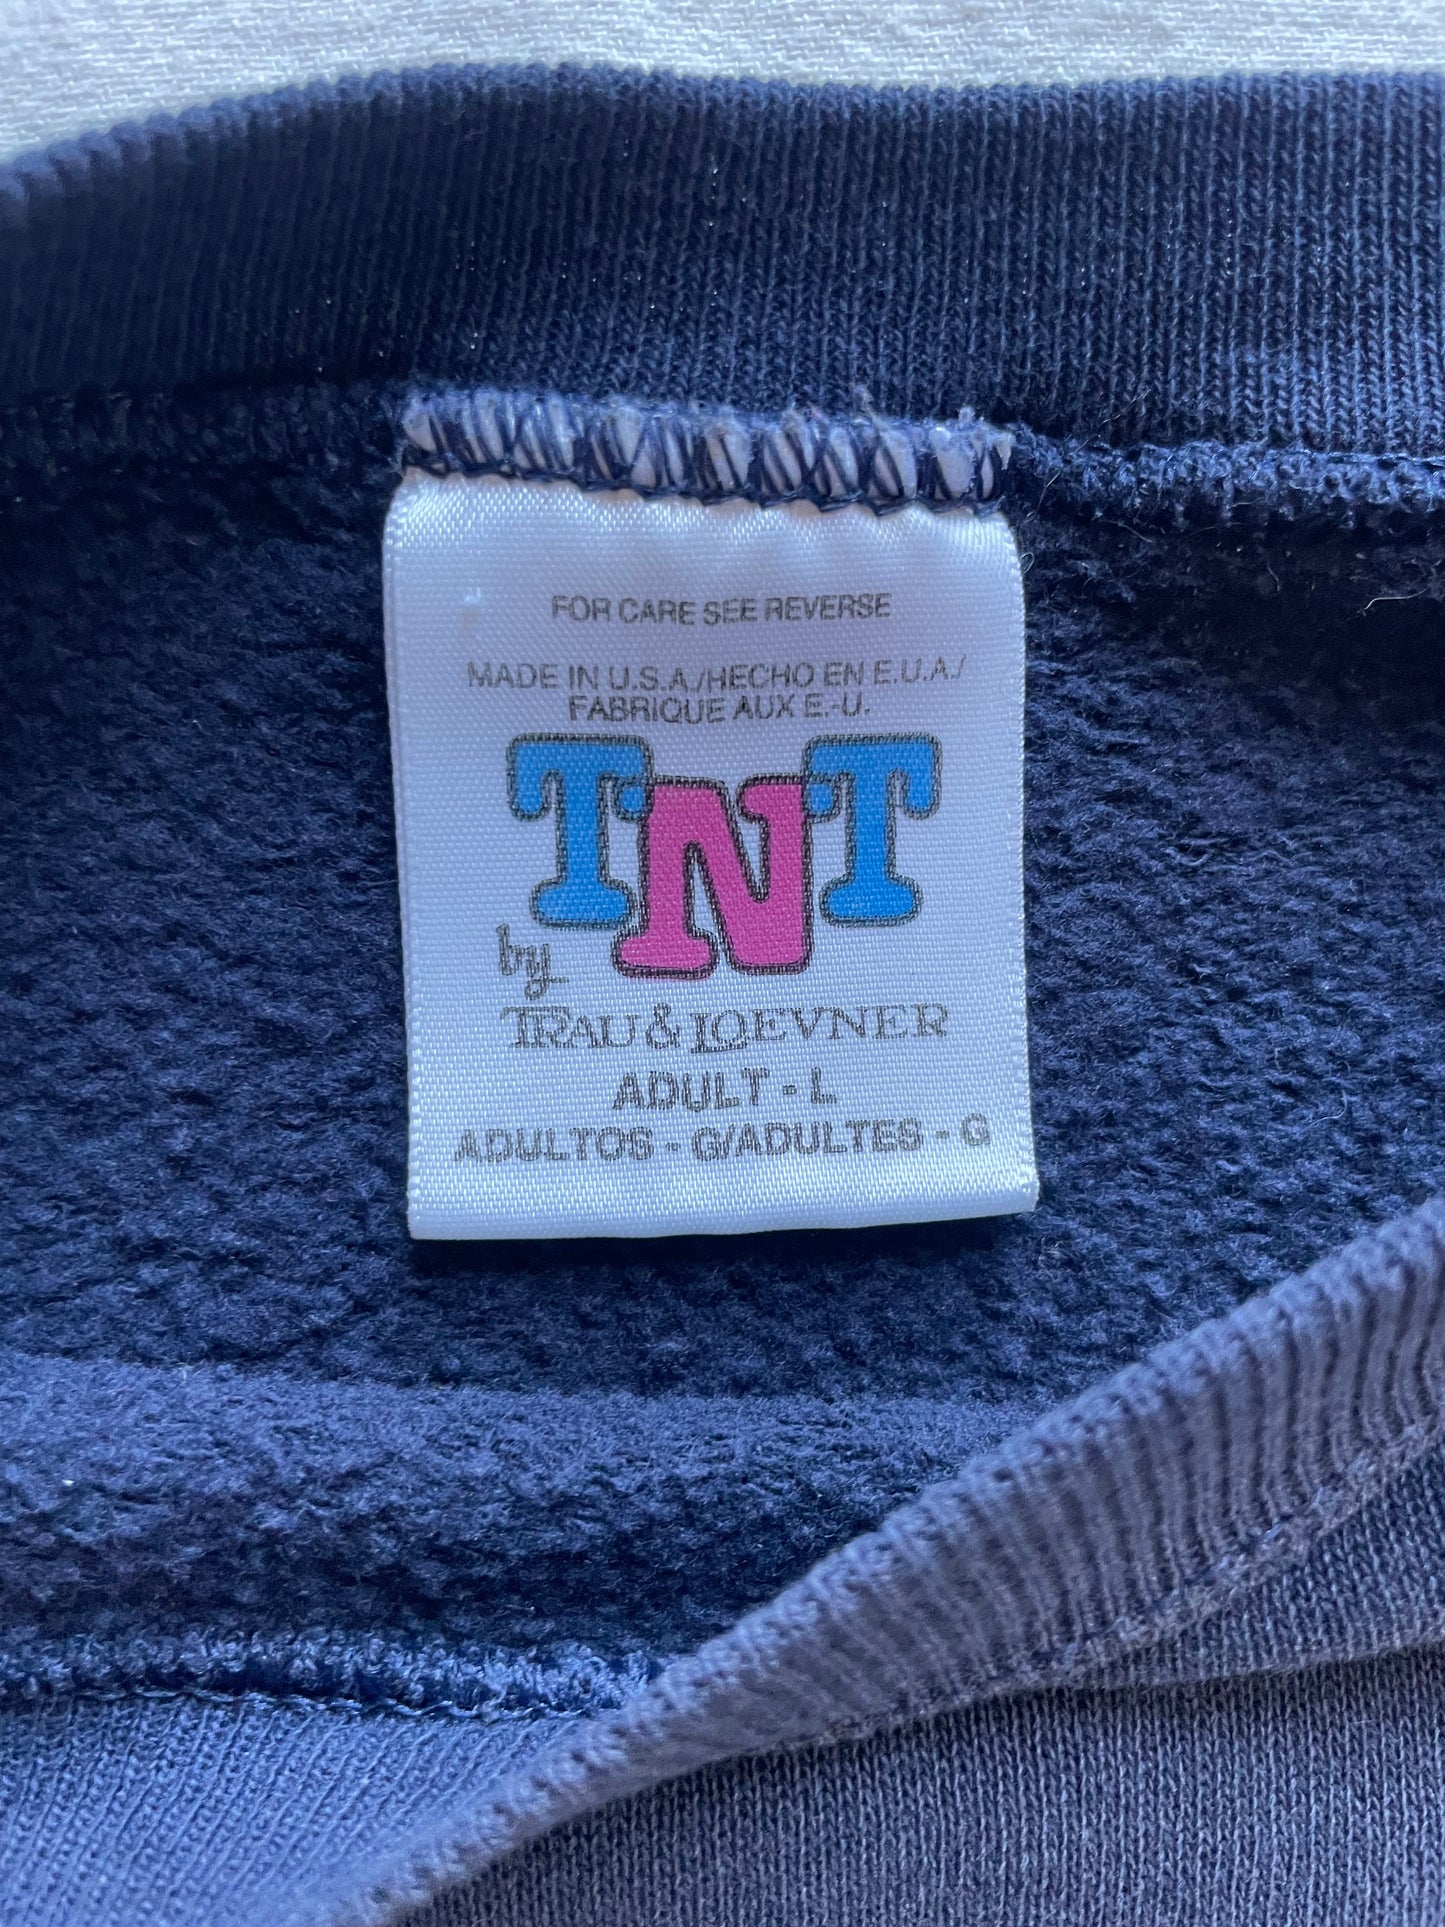 FOR CARE SEE REVERSE
MADE IN U.S.A./HECHO EN E.U.A./
FABRIQUE AUX E.-U.
TNT
by
TRAU & LOEVNER
ADULT - L
ADULTOS - G/ADULTES - G